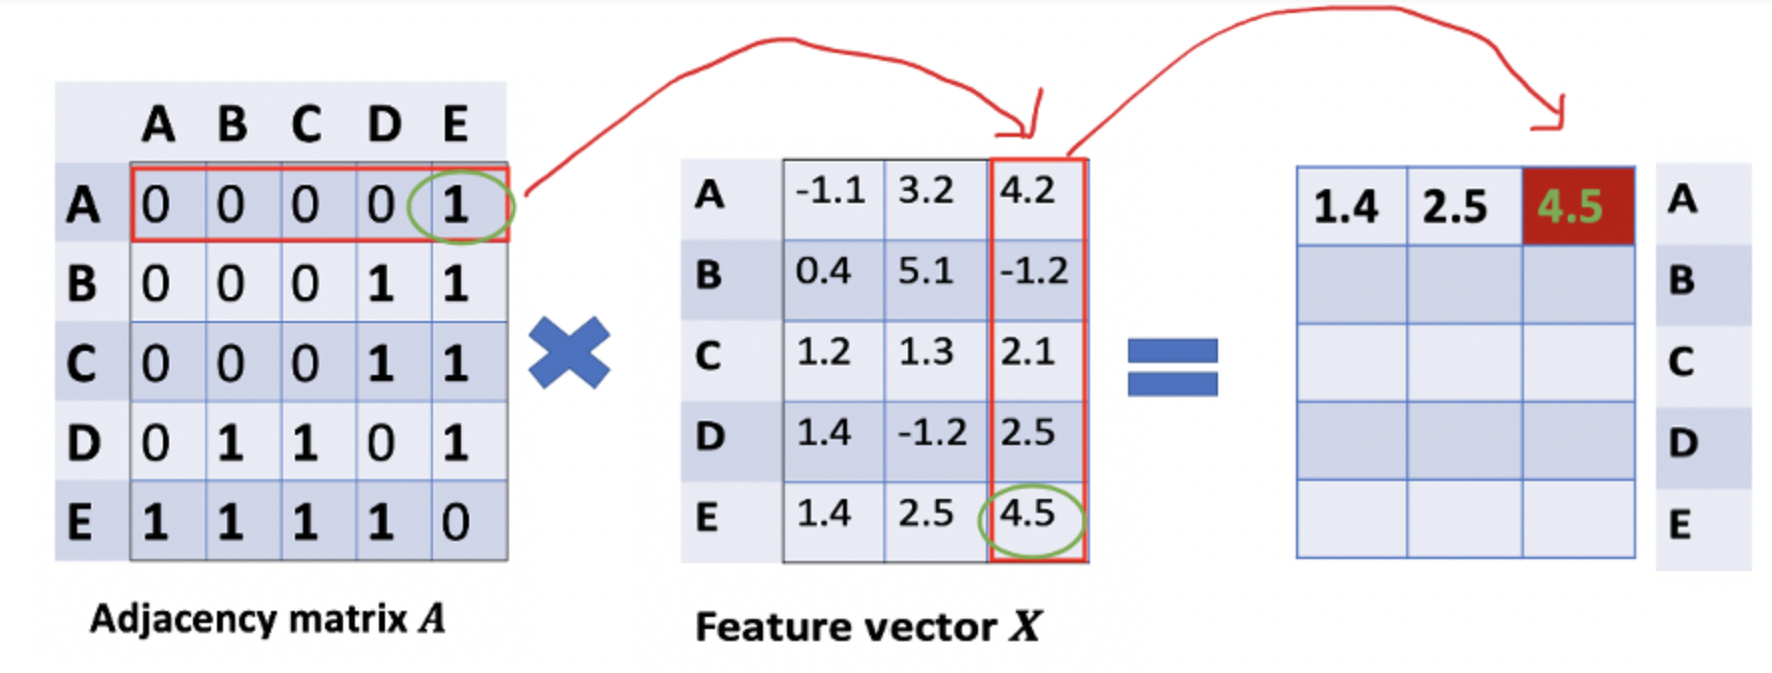 A B C D E
A 0 0 0 0 1
B 0 0 0 1 1
C 0 0 0 1 1
D 0 1 1 0 1
E 1 1 1 1 0
Adjacency matrix A
A -1.1 3.2 4.2
B 0.4 5.1 -1.2
C 1.2 1.3 2.1
D 1.4 -1.2 2.5
E 1.4 2.5 4.5
Feature vector X
1.4 2.5 4.5 A
B
C
D
E